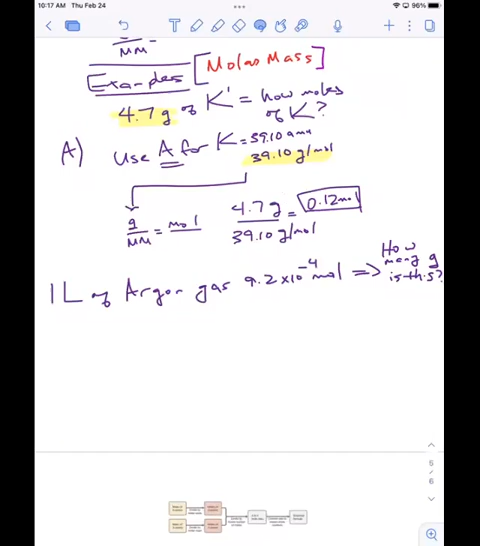 10:17 AM Thu Feb 24
96%
g
MM
Examples [Molar Mass]
4.7 g of K' = how moles
of K?
A) Use A for K = 39.10 amu
39.10 g/mol
g/MM = mol
4.7 g / 39.10 g/mol = 0.12 mol
1 L of Argon gas 9.2 x 10⁻⁴ mol => How many g is this?
5
/
6